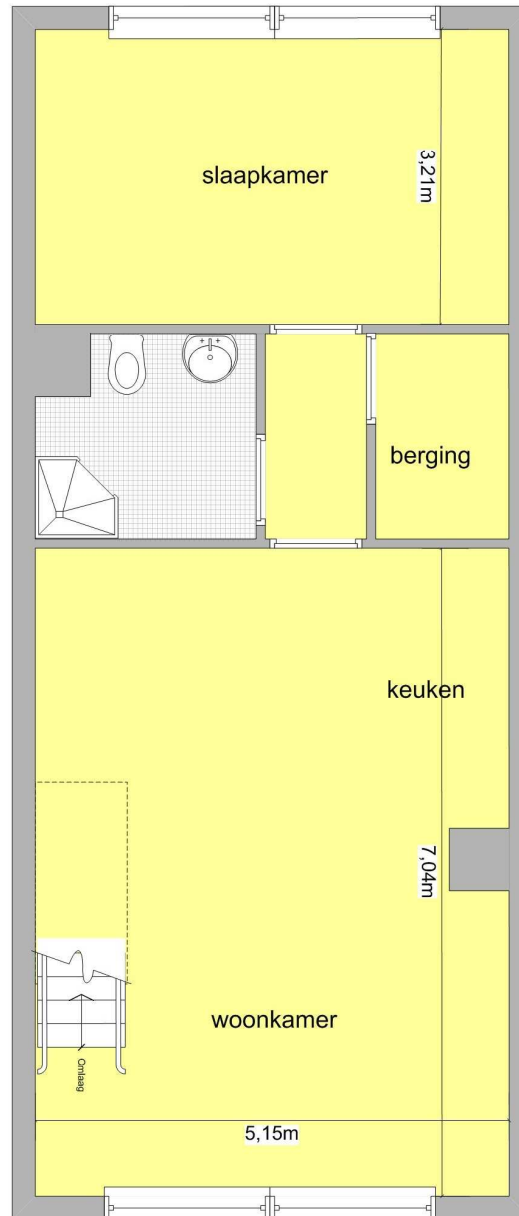 slaapkamer
3,21m
berging
keuken
7,04m
woonkamer
Omlaag
5,15m